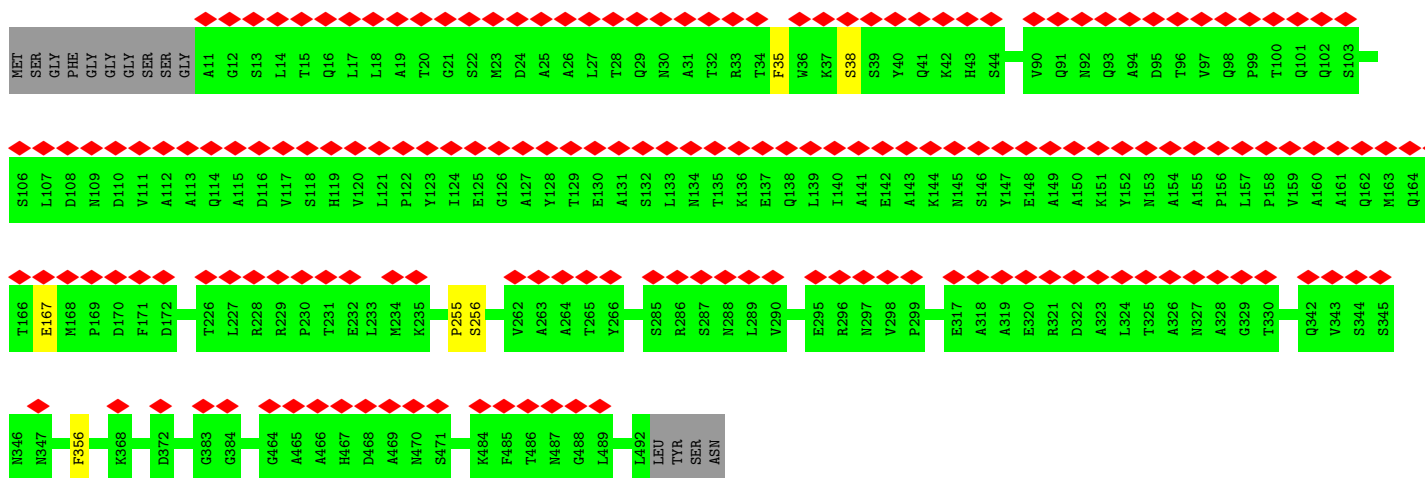 MET SER GLY PHE GLY GLY GLY SER SER GLY A11 G12 S13 L14 T15 Q16 L17 L18 A19 T20 G21 S22 M23 D24 A25 A26 L27 T28 Q29 N30 A31 T32 R33 T34 F35 W36 K37 S38 S39 Y40 Q41 K42 H43 S44 V90 Q91 N92 Q93 A94 D95 T96 V97 Q98 P99 T100 Q101 Q102 S103
S106 L107 D108 N109 D110 V111 A112 A113 Q114 A115 D116 V117 S118 H119 V120 L121 P122 Y123 I124 E125 G126 A127 Y128 T129 E130 A131 S132 L133 N134 T135 K136 E137 Q138 L139 I140 A141 E142 A143 K144 N145 S146 Y147 E148 A149 A150 K151 Y152 N153 A154 A155 P156 L157 P158 V159 A160 A161 Q162 M163 Q164
T166 E167 M168 P169 D170 F171 D172 T226 L227 R228 R229 P230 T231 E232 L233 M234 K235 P255 S256 V262 A263 A264 T265 Y266 S285 R286 S287 N288 L289 V290 E295 R296 N297 V298 P299 E317 A318 A319 E320 R321 D322 A323 L324 T325 A326 N327 A328 G329 T330 Q342 V343 S344 S345
N346 N347 F356 K368 D372 G383 G384 G464 A465 A466 H467 D468 A469 N470 S471 K484 F485 T486 N487 G488 L489 L492 LEU TYR SER ASN